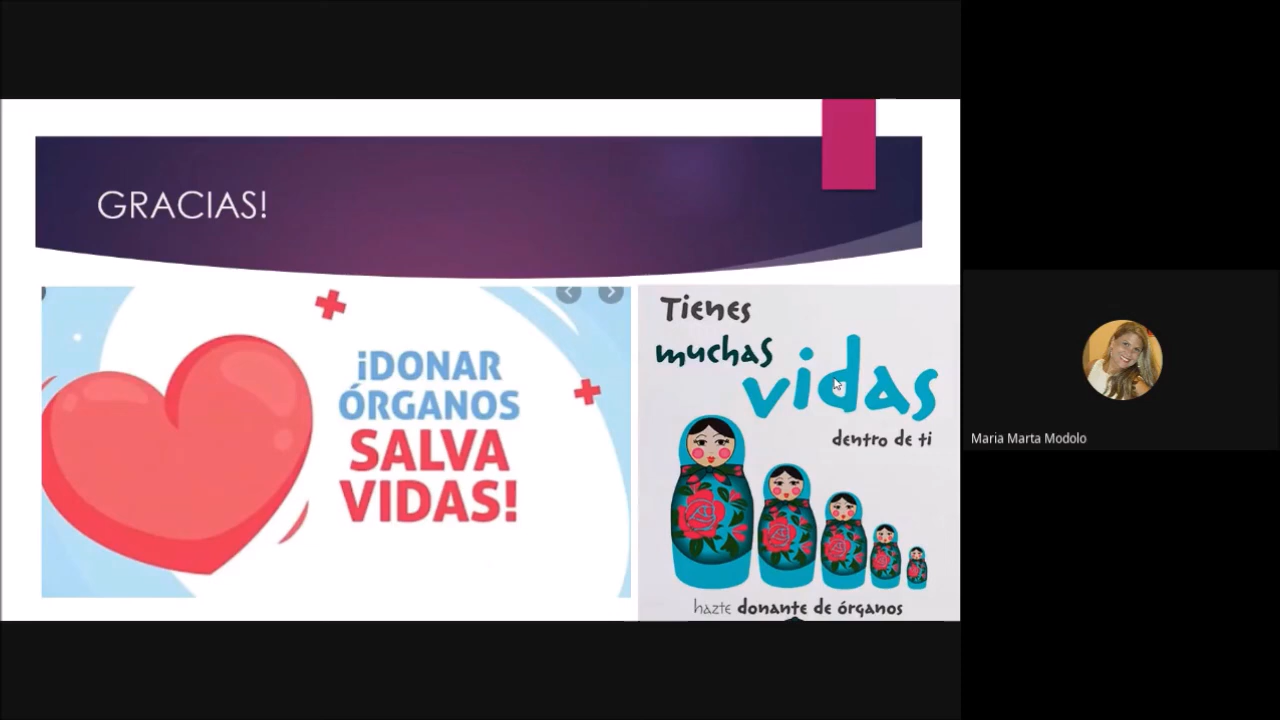 GRACIAS!
¡DONAR
ÓRGANOS
SALVA
VIDAS!
Tienes
muchas
vidas
dentro de ti
hazte donante de órganos
Maria Marta Modolo